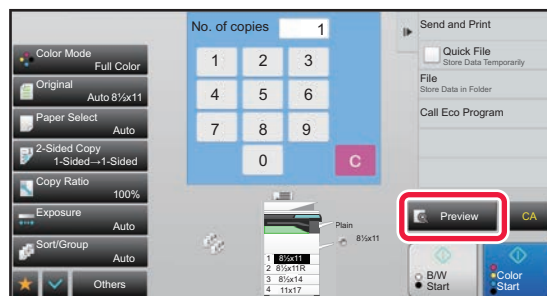 No. of copies 1
1 2 3
4 5 6
7 8 9
0 C
Color Mode
Full Color
Original
Auto 8½x11
Paper Select
Auto
2-Sided Copy
1-Sided→1-Sided
Copy Ratio
100%
Exposure
Auto
Sort/Group
Auto
Others
Plain
8½x11
1 8½x11
2 8½x11R
3 8½x14
4 11x17
Send and Print
Quick File
Store Data Temporarily
File
Store Data in Folder
Call Eco Program
Preview
CA
B/W
Start
Color
Start